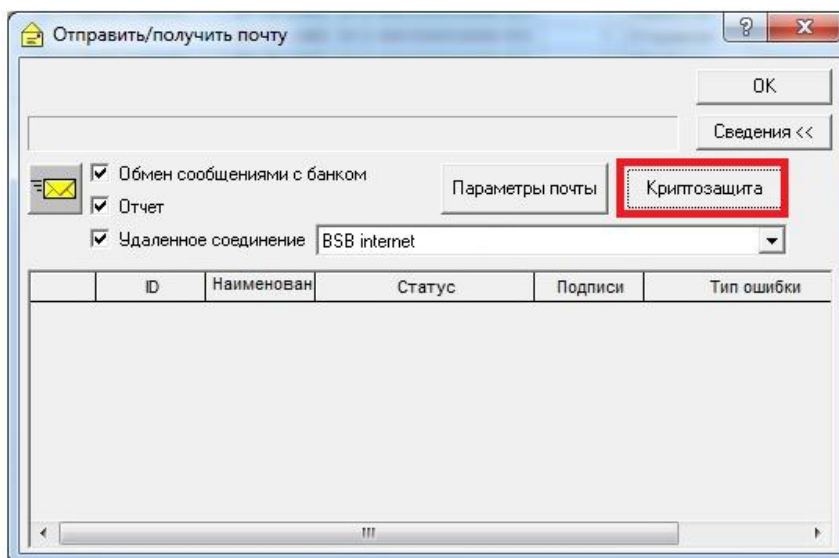 Отправить/получить почту
OK
Сведения <<
Обмен сообщениями с банком
Отчет
Параметры почты
Криптозащита
Удаленное соединение
BSB internet
ID
Наименован
Статус
Подписи
Тип ошибки